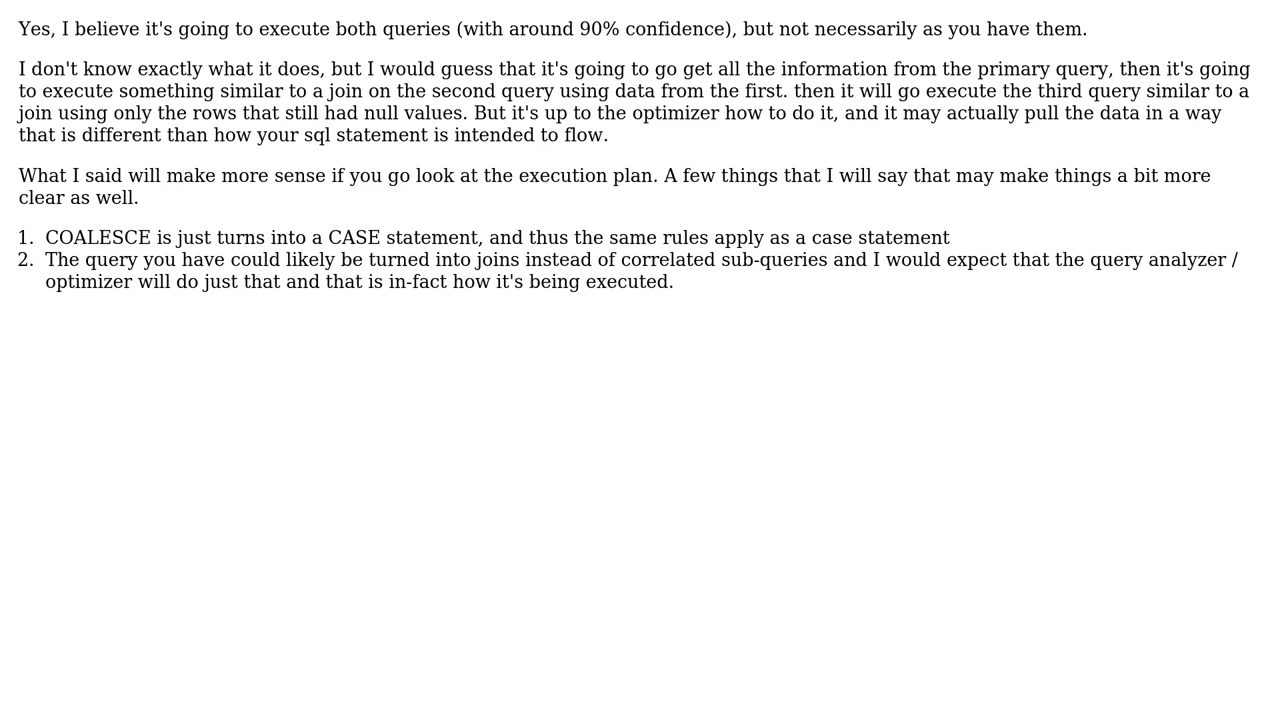 Yes, I believe it's going to execute both queries (with around 90% confidence), but not necessarily as you have them.
I don't know exactly what it does, but I would guess that it's going to go get all the information from the primary query, then it's going
to execute something similar to a join on the second query using data from the first. then it will go execute the third query similar to a
join using only the rows that still had null values. But it's up to the optimizer how to do it, and it may actually pull the data in a way
that is different than how your sql statement is intended to flow.
What I said will make more sense if you go look at the execution plan. A few things that I will say that may make things a bit more
clear as well.
1. COALESCE is just turns into a CASE statement, and thus the same rules apply as a case statement
2. The query you have could likely be turned into joins instead of correlated sub-queries and I would expect that the query analyzer /
optimizer will do just that and that is in-fact how it's being executed.